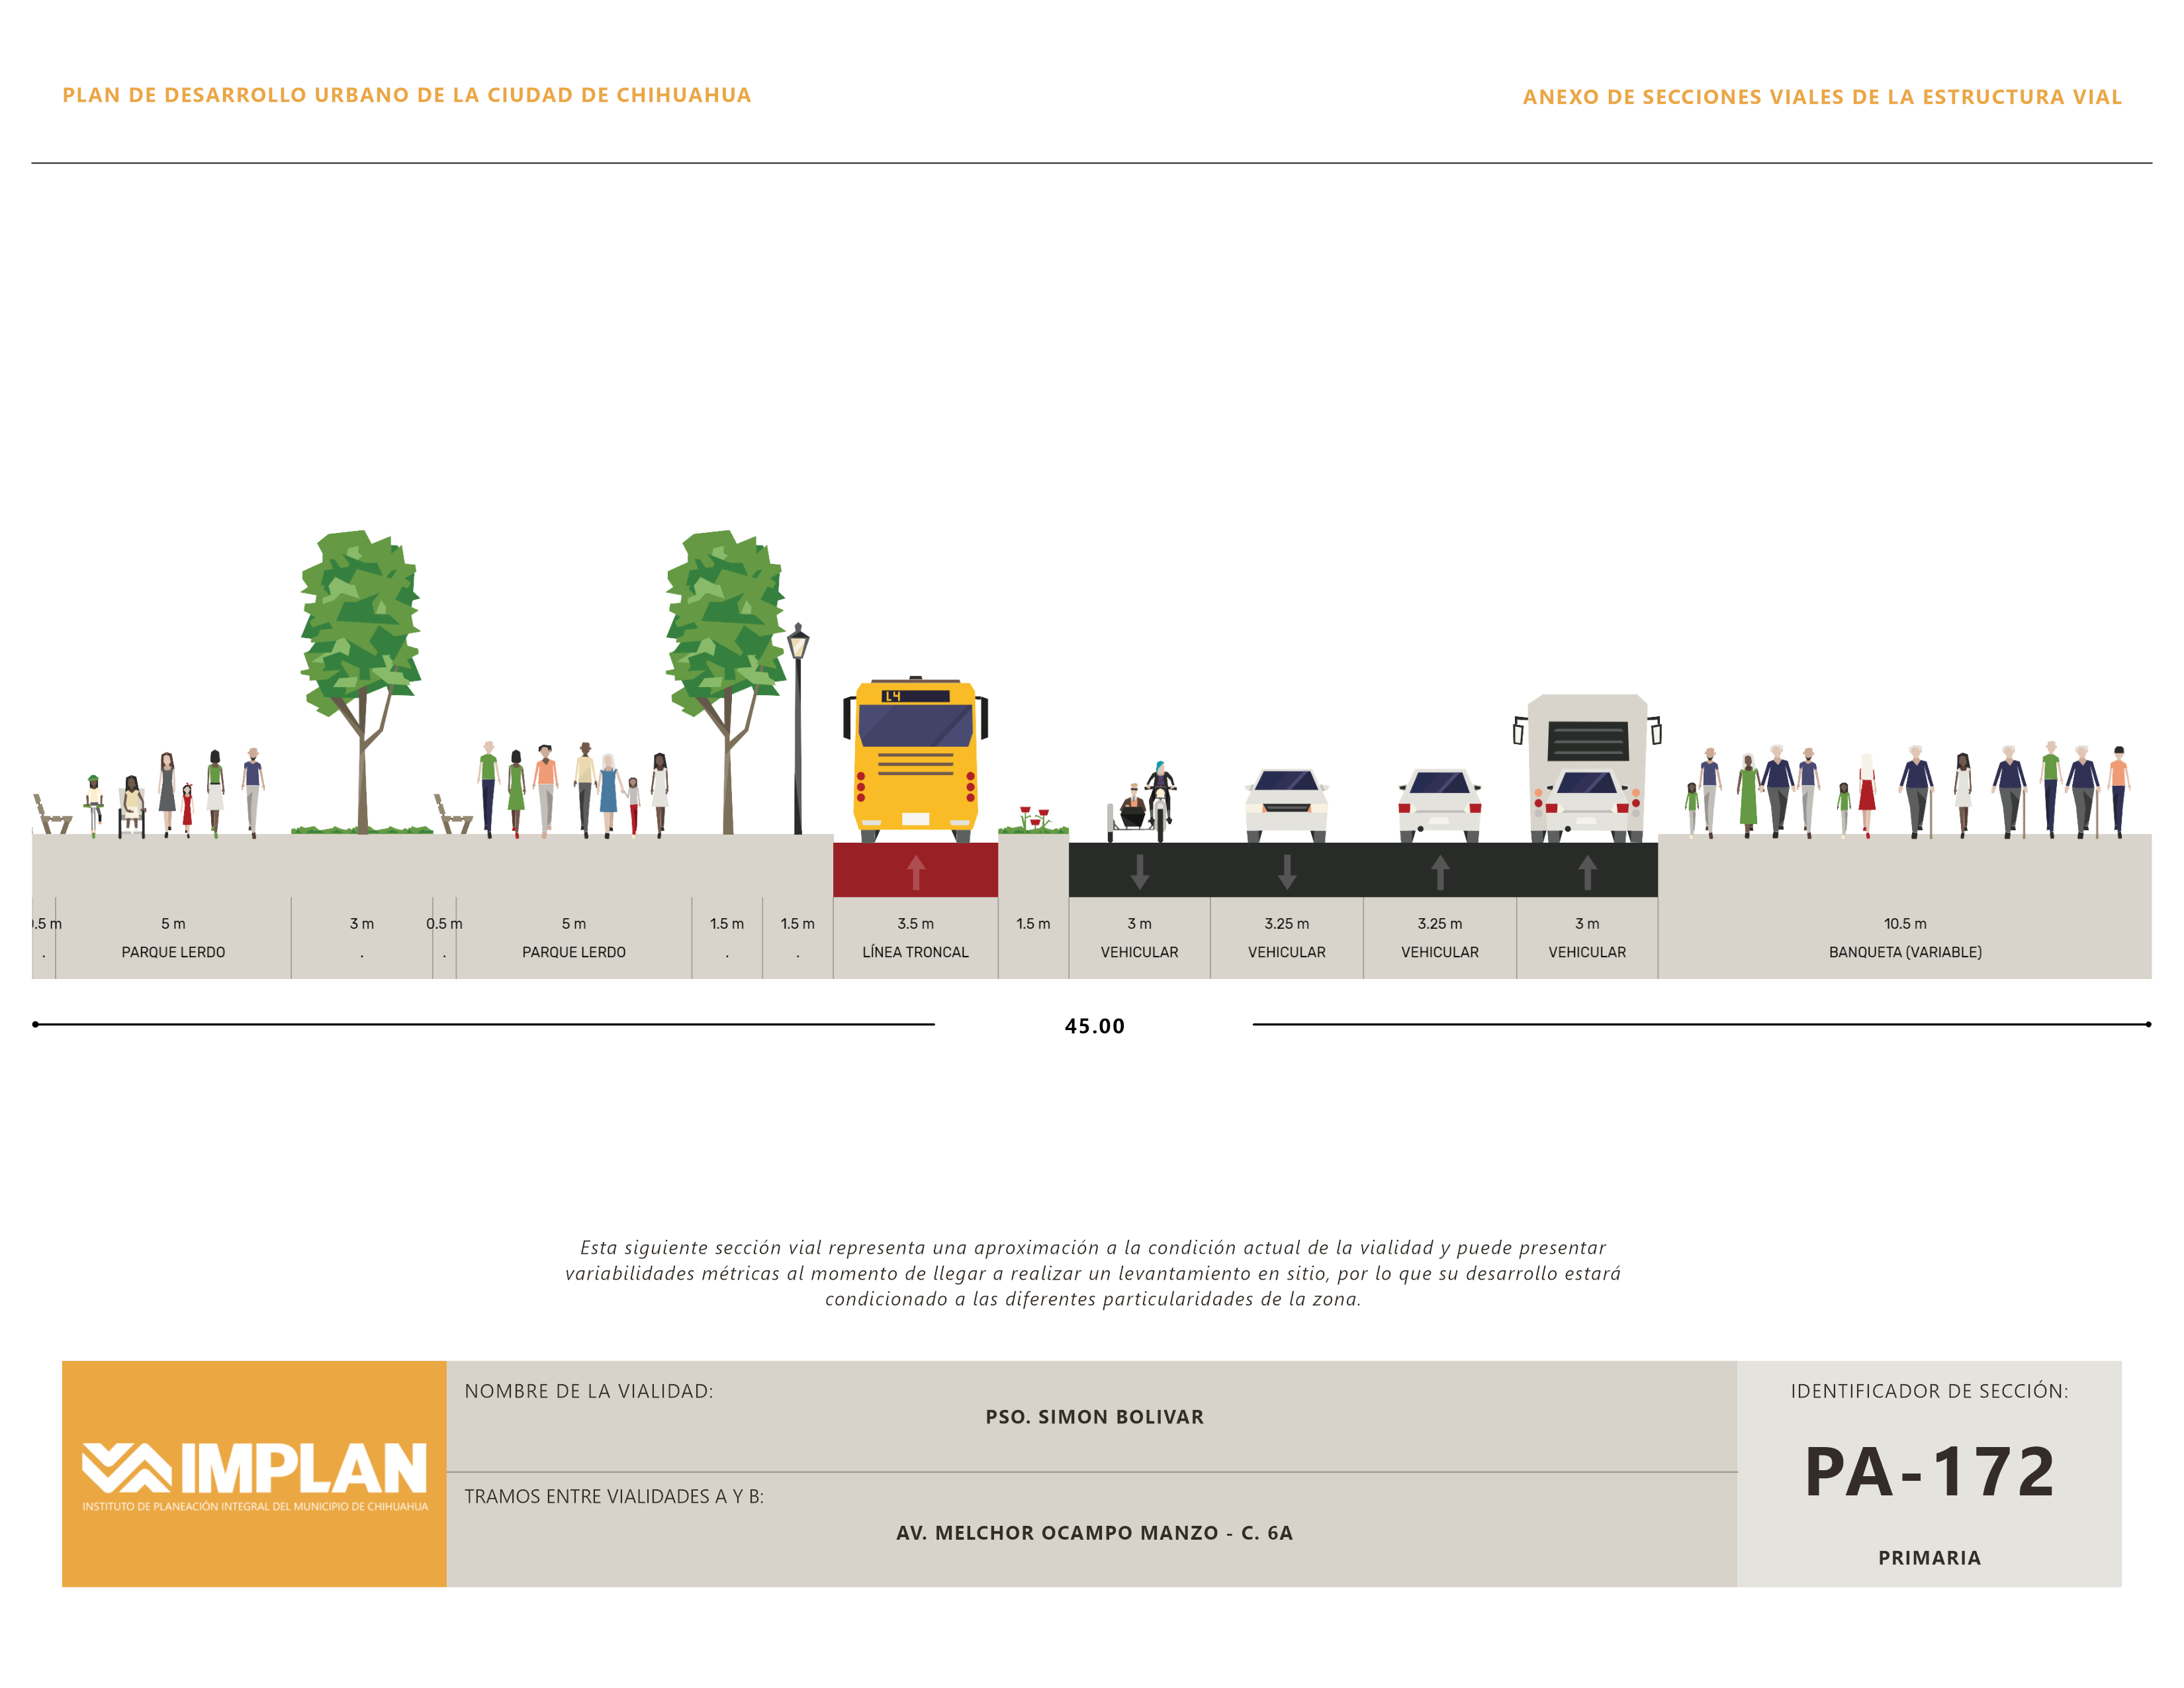 PLAN DE DESARROLLO URBANO DE LA CIUDAD DE CHIHUAHUA
ANEXO DE SECCIONES VIALES DE LA ESTRUCTURA VIAL
L4
.5 m 5 m 3 m 0.5 m 5 m 1.5 m 1.5 m 3.5 m 1.5 m 3 m 3.25 m 3.25 m 3 m 10.5 m
. PARQUE LERDO . . PARQUE LERDO . . LÍNEA TRONCAL VEHICULAR VEHICULAR VEHICULAR VEHICULAR BANQUETA (VARIABLE)
45.00
Esta siguiente sección vial representa una aproximación a la condición actual de la vialidad y puede presentar
variabilidades métricas al momento de llegar a realizar un levantamiento en sitio, por lo que su desarrollo estará
condicionado a las diferentes particularidades de la zona.
IMPLAN
INSTITUTO DE PLANEACIÓN INTEGRAL DEL MUNICIPIO DE CHIHUAHUA
NOMBRE DE LA VIALIDAD:
PSO. SIMON BOLIVAR
TRAMOS ENTRE VIALIDADES A Y B:
AV. MELCHOR OCAMPO MANZO - C. 6A
IDENTIFICADOR DE SECCIÓN:
PA-172
PRIMARIA